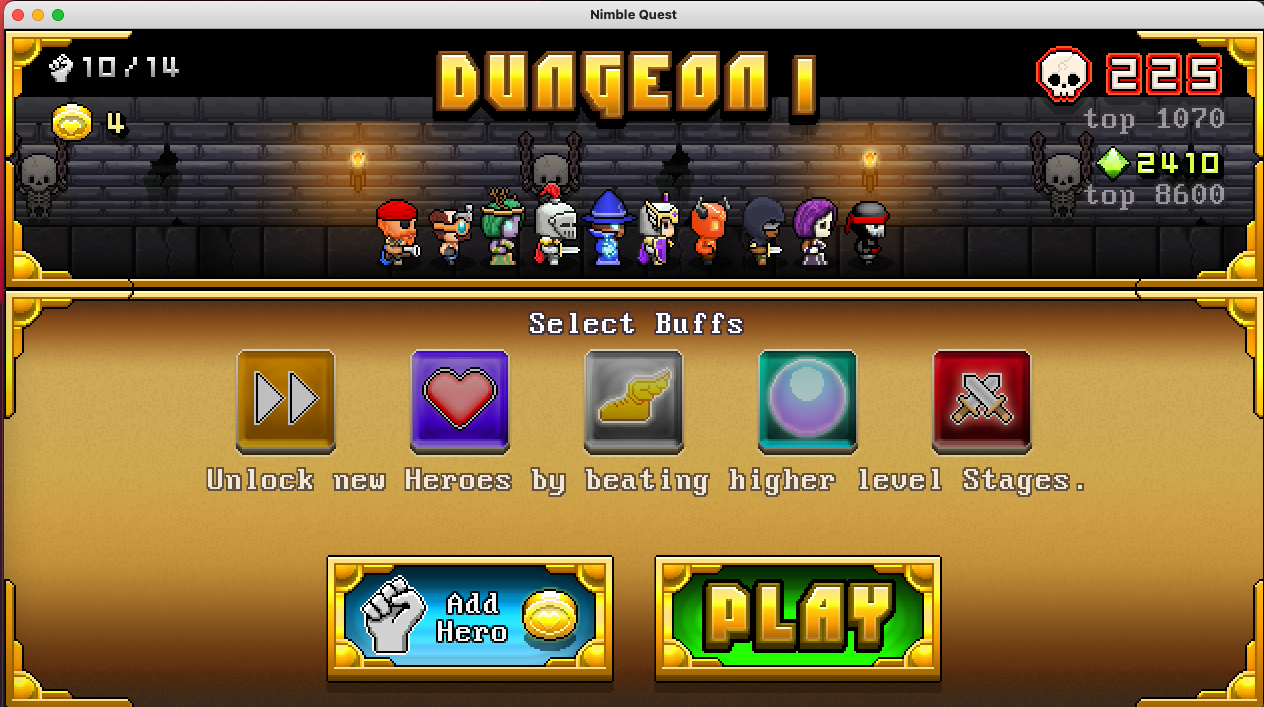 Nimble Quest
10/14
DUNGEON 1
225
top 1070
4
2410
top 8600
Select Buffs
Unlock new Heroes by beating higher level Stages.
Add
Hero
PLAY